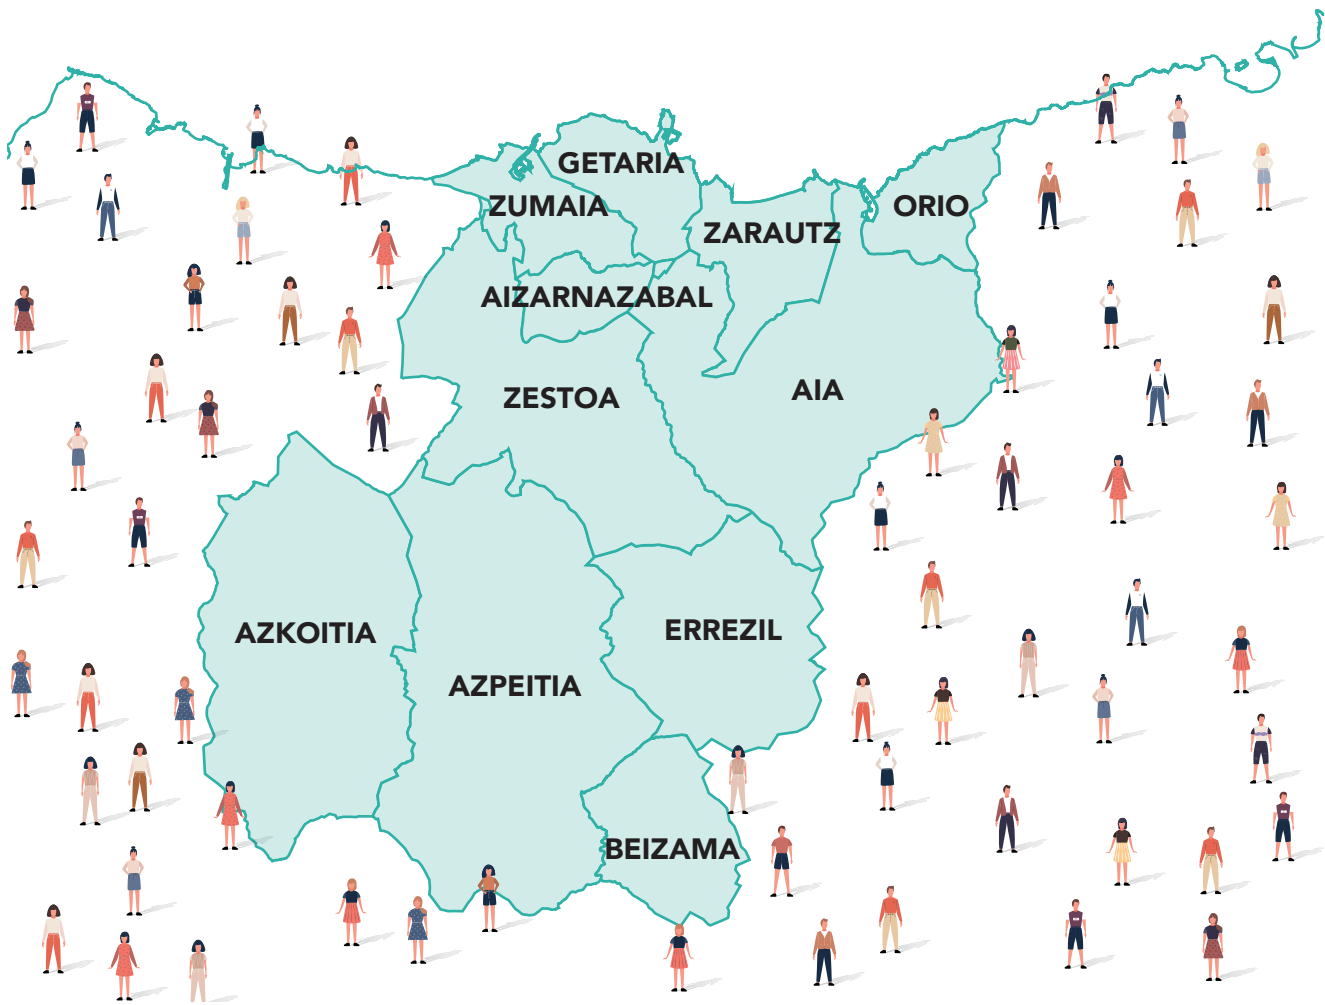 GETARIA
ZUMAIA
ORIO
ZARAUTZ
AIZARNAZABAL
ZESTOA
AIA
AZKOITIA
ERREZIL
AZPEITIA
BEIZAMA